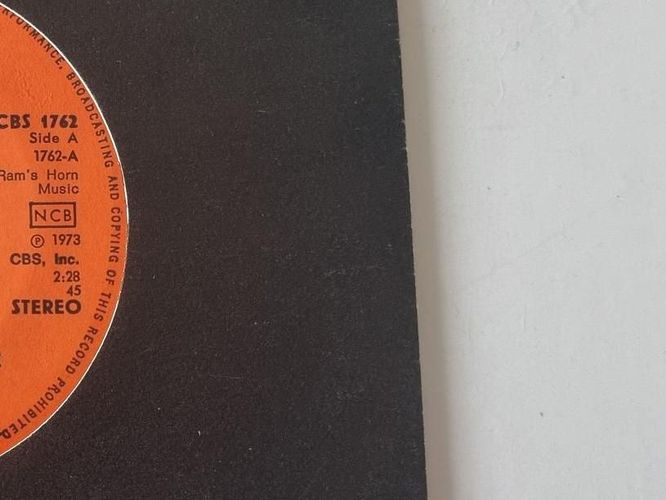 CBS 1762
Side A
1762-A
Ram's Horn
Music
NCB
℗ 1973
CBS, Inc.
2:28
45
STEREO
PERFORMANCE, BROADCASTING AND COPYING OF THIS RECORD PROHIBITED